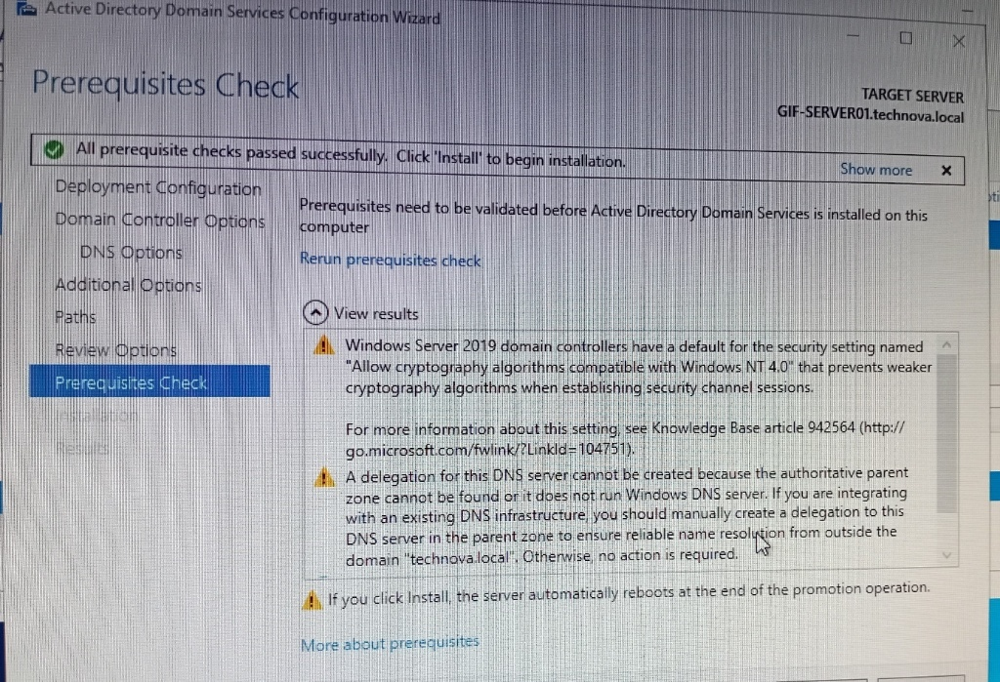 Active Directory Domain Services Configuration Wizard
Prerequisites Check
TARGET SERVER
GIF-SERVER01.technova.local
All prerequisite checks passed successfully. Click 'Install' to begin installation.
Show more
Deployment Configuration
Domain Controller Options
DNS Options
Additional Options
Paths
Review Options
Prerequisites Check
Installation
Results
Prerequisites need to be validated before Active Directory Domain Services is installed on this
computer
Rerun prerequisites check
View results
Windows Server 2019 domain controllers have a default for the security setting named
"Allow cryptography algorithms compatible with Windows NT 4.0" that prevents weaker
cryptography algorithms when establishing security channel sessions.
For more information about this setting, see Knowledge Base article 942564 (http://
go.microsoft.com/fwlink/?LinkId=104751).
A delegation for this DNS server cannot be created because the authoritative parent
zone cannot be found or it does not run Windows DNS server. If you are integrating
with an existing DNS infrastructure, you should manually create a delegation to this
DNS server in the parent zone to ensure reliable name resolution from outside the
domain "technova.local". Otherwise, no action is required.
If you click Install, the server automatically reboots at the end of the promotion operation.
More about prerequisites